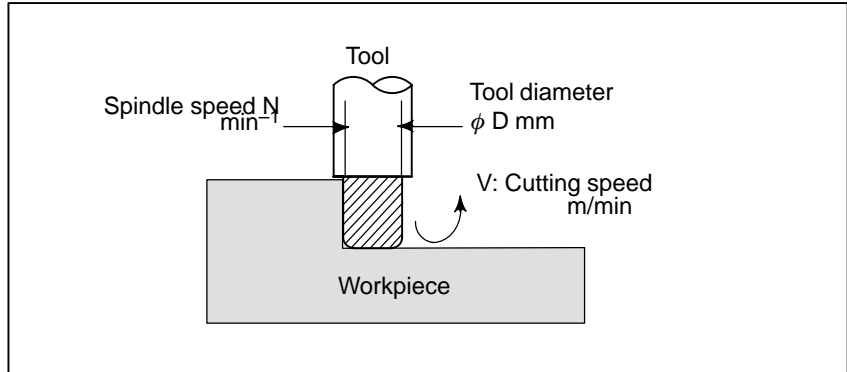 Tool
Spindle speed N
min–1
Tool diameter
φ D mm
V: Cutting speed
m/min
Workpiece